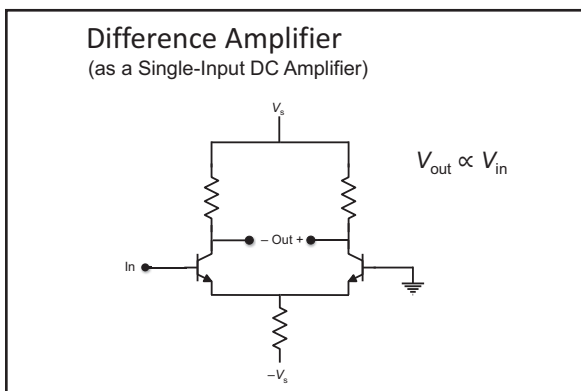 Difference Amplifier
(as a Single-Input DC Amplifier)
Vs
Vout ∝ Vin
– Out +
In
–Vs